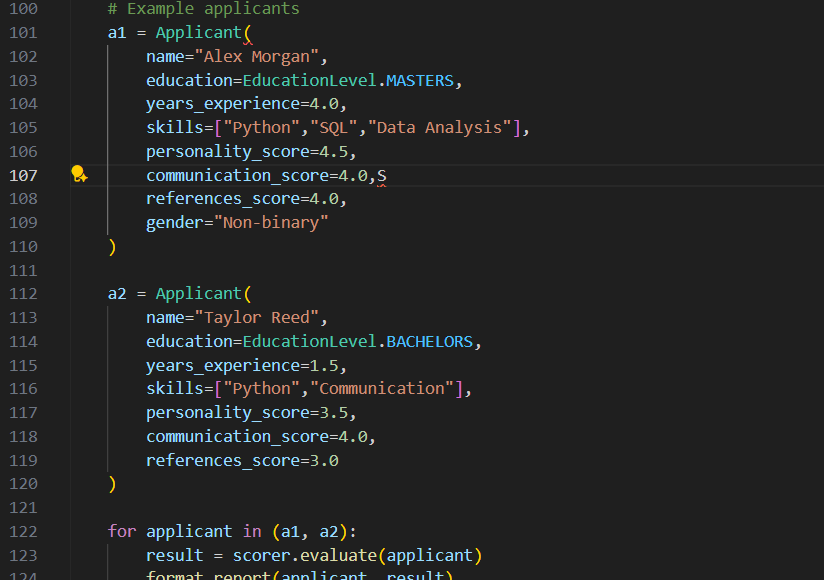 100 # Example applicants
101 a1 = Applicant(
102 name="Alex Morgan",
103 education=EducationLevel.MASTERS,
104 years_experience=4.0,
105 skills=["Python","SQL","Data Analysis"],
106 personality_score=4.5,
107 communication_score=4.0,S
108 references_score=4.0,
109 gender="Non-binary"
110 )
111
112 a2 = Applicant(
113 name="Taylor Reed",
114 education=EducationLevel.BACHELORS,
115 years_experience=1.5,
116 skills=["Python","Communication"],
117 personality_score=3.5,
118 communication_score=4.0,
119 references_score=3.0
120 )
121
122 for applicant in (a1, a2):
123 result = scorer.evaluate(applicant)
124 format_report(applicant, result)